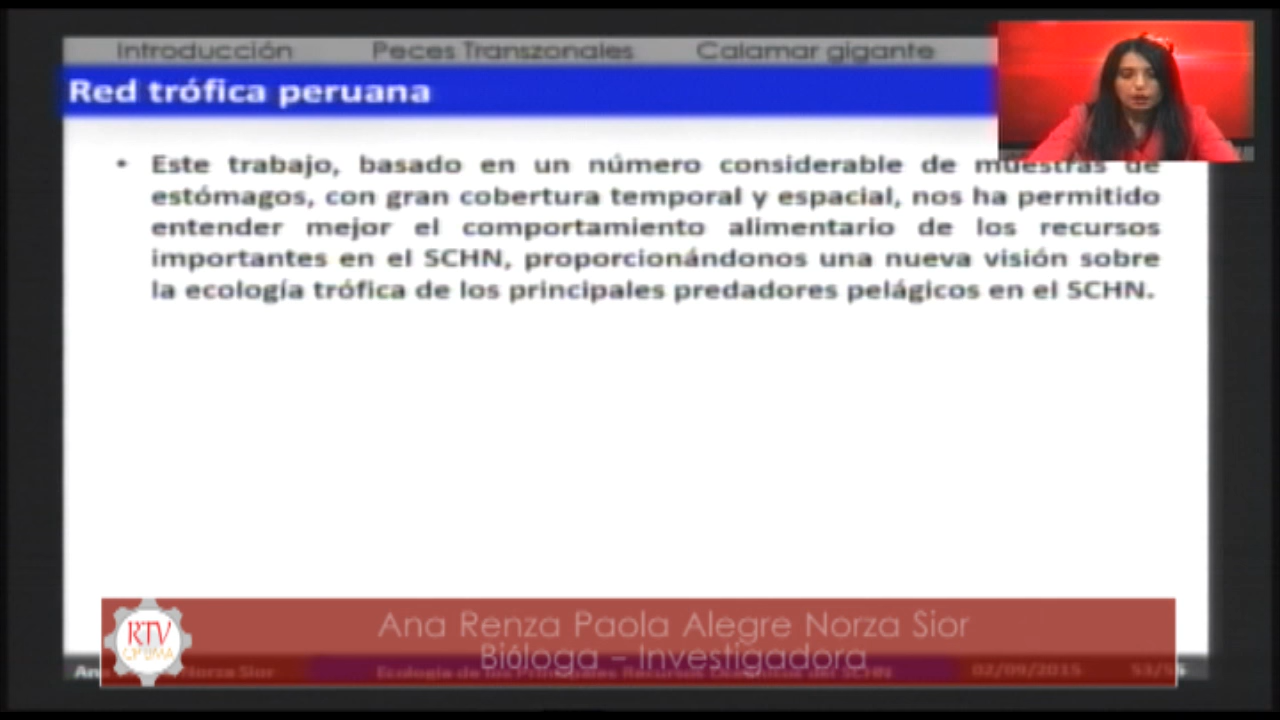 Introducción Peces Transzonales Calamar gigante
Red trófica peruana
• Este trabajo, basado en un número considerable de muestras de
estómagos, con gran cobertura temporal y espacial, nos ha permitido
entender mejor el comportamiento alimentario de los recursos
importantes en el SCHN, proporcionándonos una nueva visión sobre
la ecología trófica de los principales predadores pelágicos en el SCHN.
Ana Renza Paola Alegre Norza Sior
Bióloga – Investigadora
RTV
Norza Sior
02/09/2015